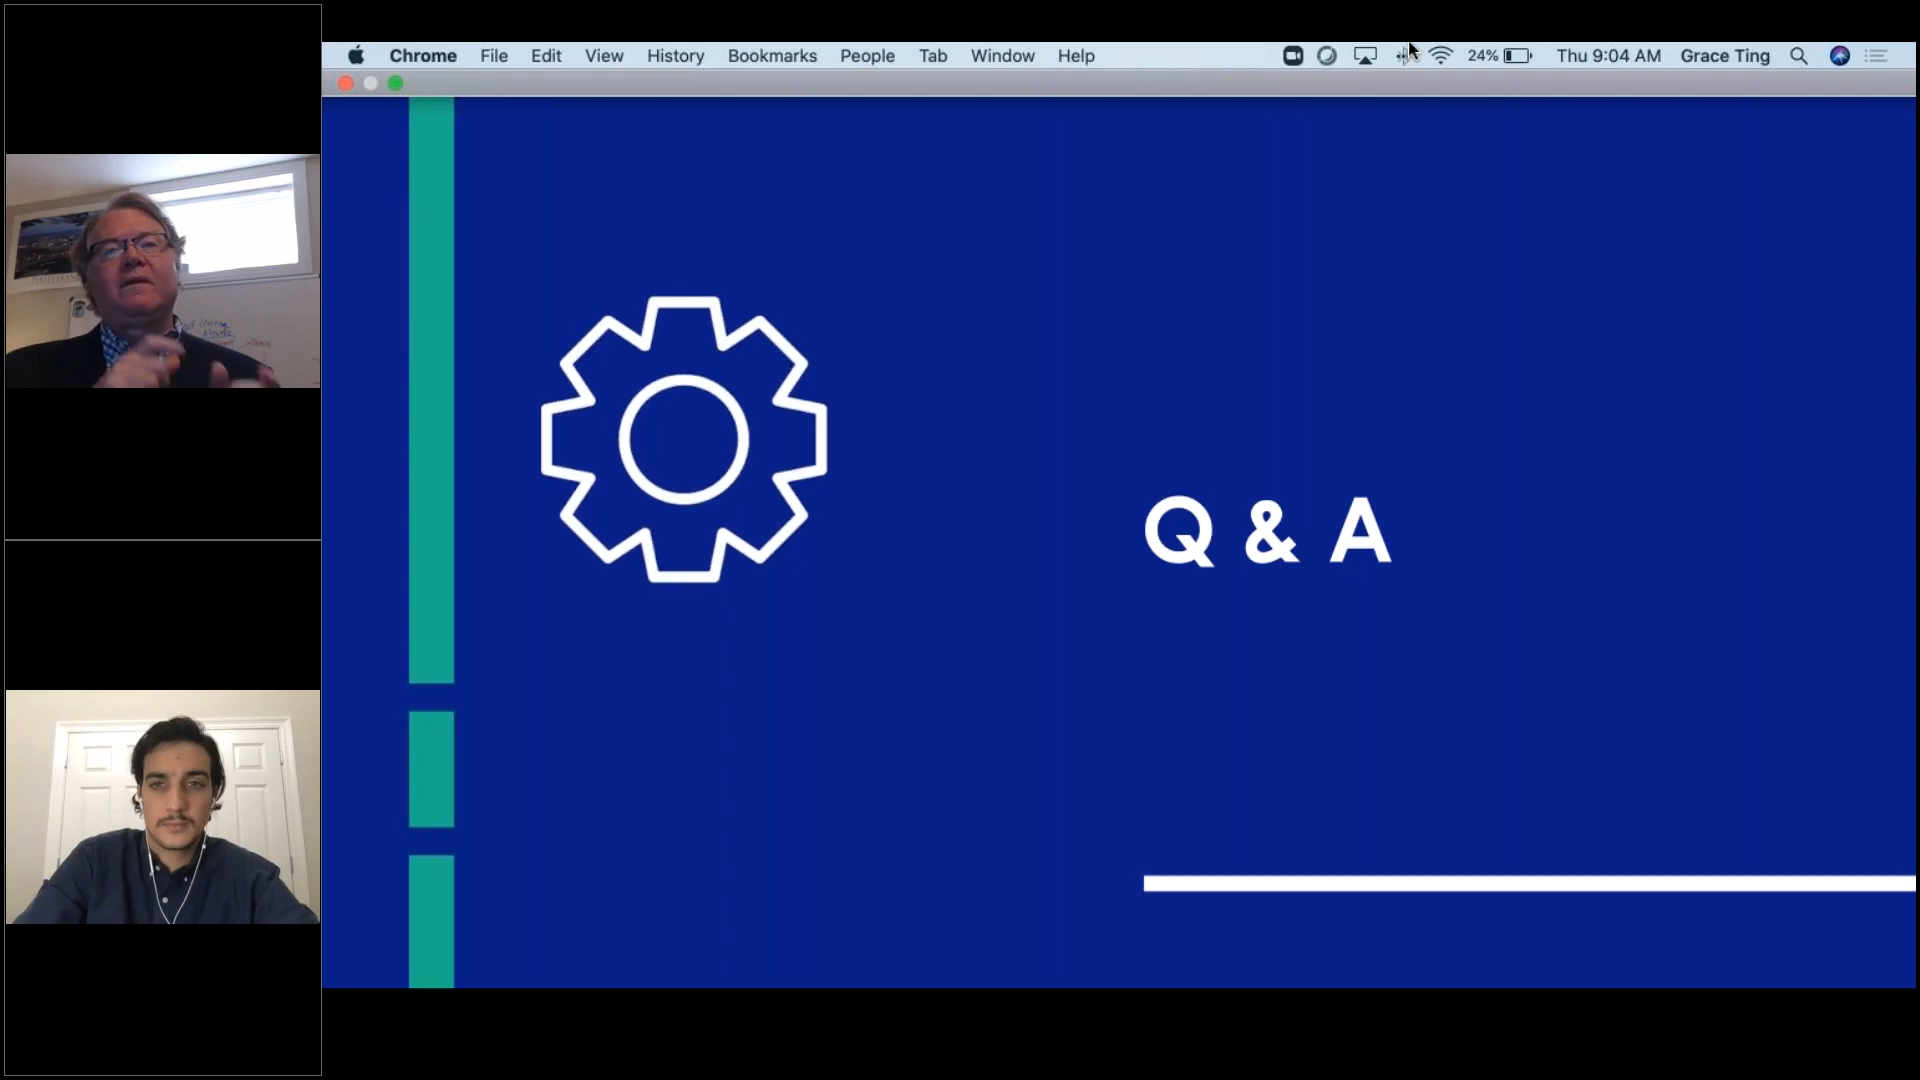 Chrome File Edit View History Bookmarks People Tab Window Help 24% Thu 9:04 AM Grace Ting
Q & A